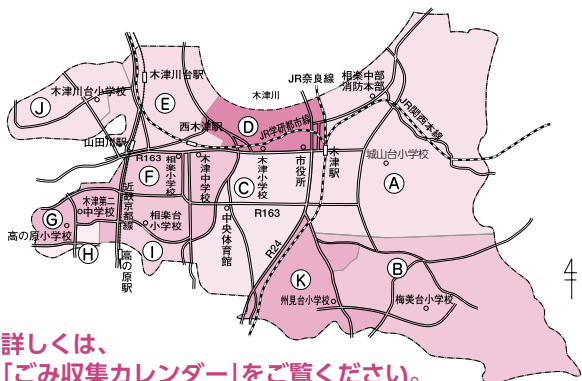 木津川台駅
木津川
JR奈良線
相楽中部
消防本部
木津川台小学校
J
E
西木津駅
D
JR学研都市線
JR関西本線
山田川駅
R163
相楽小学校
木津中学校
木津小学校
市役所
木津駅
城山台小学校
F
C
A
近鉄京都線
木津第二
中学校
相楽台
小学校
中央体育館
R163
G
高の原小学校
H
高の原駅
I
R24
K
州見台小学校
B
梅美台小学校
詳しくは、
「ごみ収集カレンダー」をご覧ください。